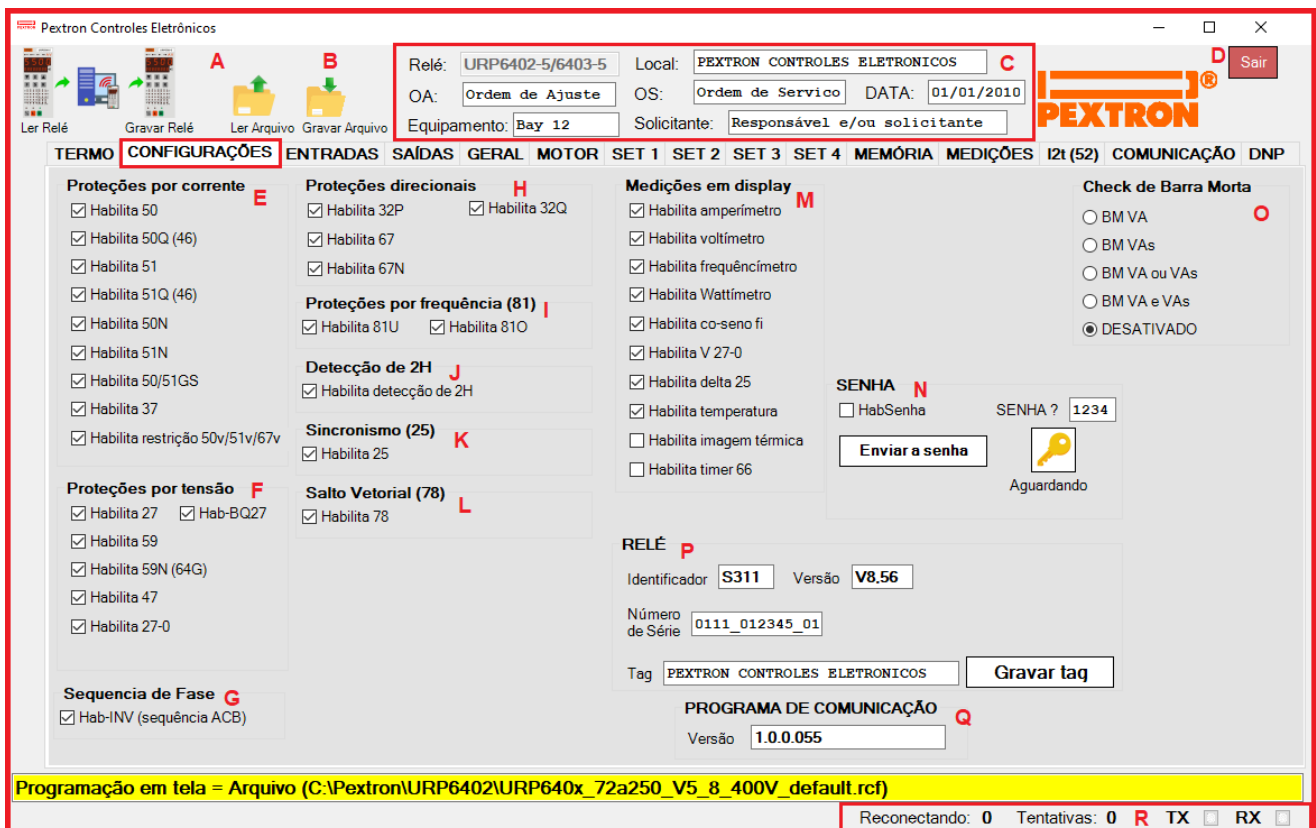 Pextron Controles Eletrônicos
A
B
C
D
Sair
Ler Relé
Gravar Relé
Ler Arquivo
Gravar Arquivo
Relé: URP6402-5/6403-5
Local: PEXTRON CONTROLES ELETRONICOS
OA: Ordem de Ajuste
OS: Ordem de Servico
DATA: 01/01/2010
Equipamento: Bay 12
Solicitante: Responsável e/ou solicitante
PEXTRON®
TERMO CONFIGURAÇÕES ENTRADAS SAÍDAS GERAL MOTOR SET 1 SET 2 SET 3 SET 4 MEMÓRIA MEDIÇÕES I2t (52) COMUNICAÇÃO DNP
Proteções por corrente
E
Habilita 50
Habilita 50Q (46)
Habilita 51
Habilita 51Q (46)
Habilita 50N
Habilita 51N
Habilita 50/51GS
Habilita 37
Habilita restrição 50v/51v/67v
Proteções por tensão
F
Habilita 27
Hab-BQ27
Habilita 59
Habilita 59N (64G)
Habilita 47
Habilita 27-0
Sequencia de Fase
G
Hab-INV (sequência ACB)
Proteções direcionais
H
Habilita 32P
Habilita 32Q
Habilita 67
Habilita 67N
Proteções por frequência (81)
I
Habilita 81U
Habilita 81O
Detecção de 2H
J
Habilita detecção de 2H
Sincronismo (25)
K
Habilita 25
Salto Vetorial (78)
L
Habilita 78
Medições em display
M
Habilita amperímetro
Habilita voltímetro
Habilita frequêncímetro
Habilita Wattímetro
Habilita co-seno fi
Habilita V 27-0
Habilita delta 25
Habilita temperatura
Habilita imagem térmica
Habilita timer 66
SENHA
N
HabSenha
SENHA ? 1234
Enviar a senha
Aguardando
Check de Barra Morta
O
BM VA
BM VAs
BM VA ou VAs
BM VA e VAs
DESATIVADO
RELÉ
P
Identificador S311
Versão V8,56
Número
de Série 0111_012345_01
Tag PEXTRON CONTROLES ELETRONICOS
Gravar tag
PROGRAMA DE COMUNICAÇÃO
Q
Versão 1.0.0.055
Programação em tela = Arquivo (C:\Pextron\URP6402\URP640x_72a250_V5_8_400V_default.rcf)
Reconectando: 0 Tentativas: 0 R TX RX